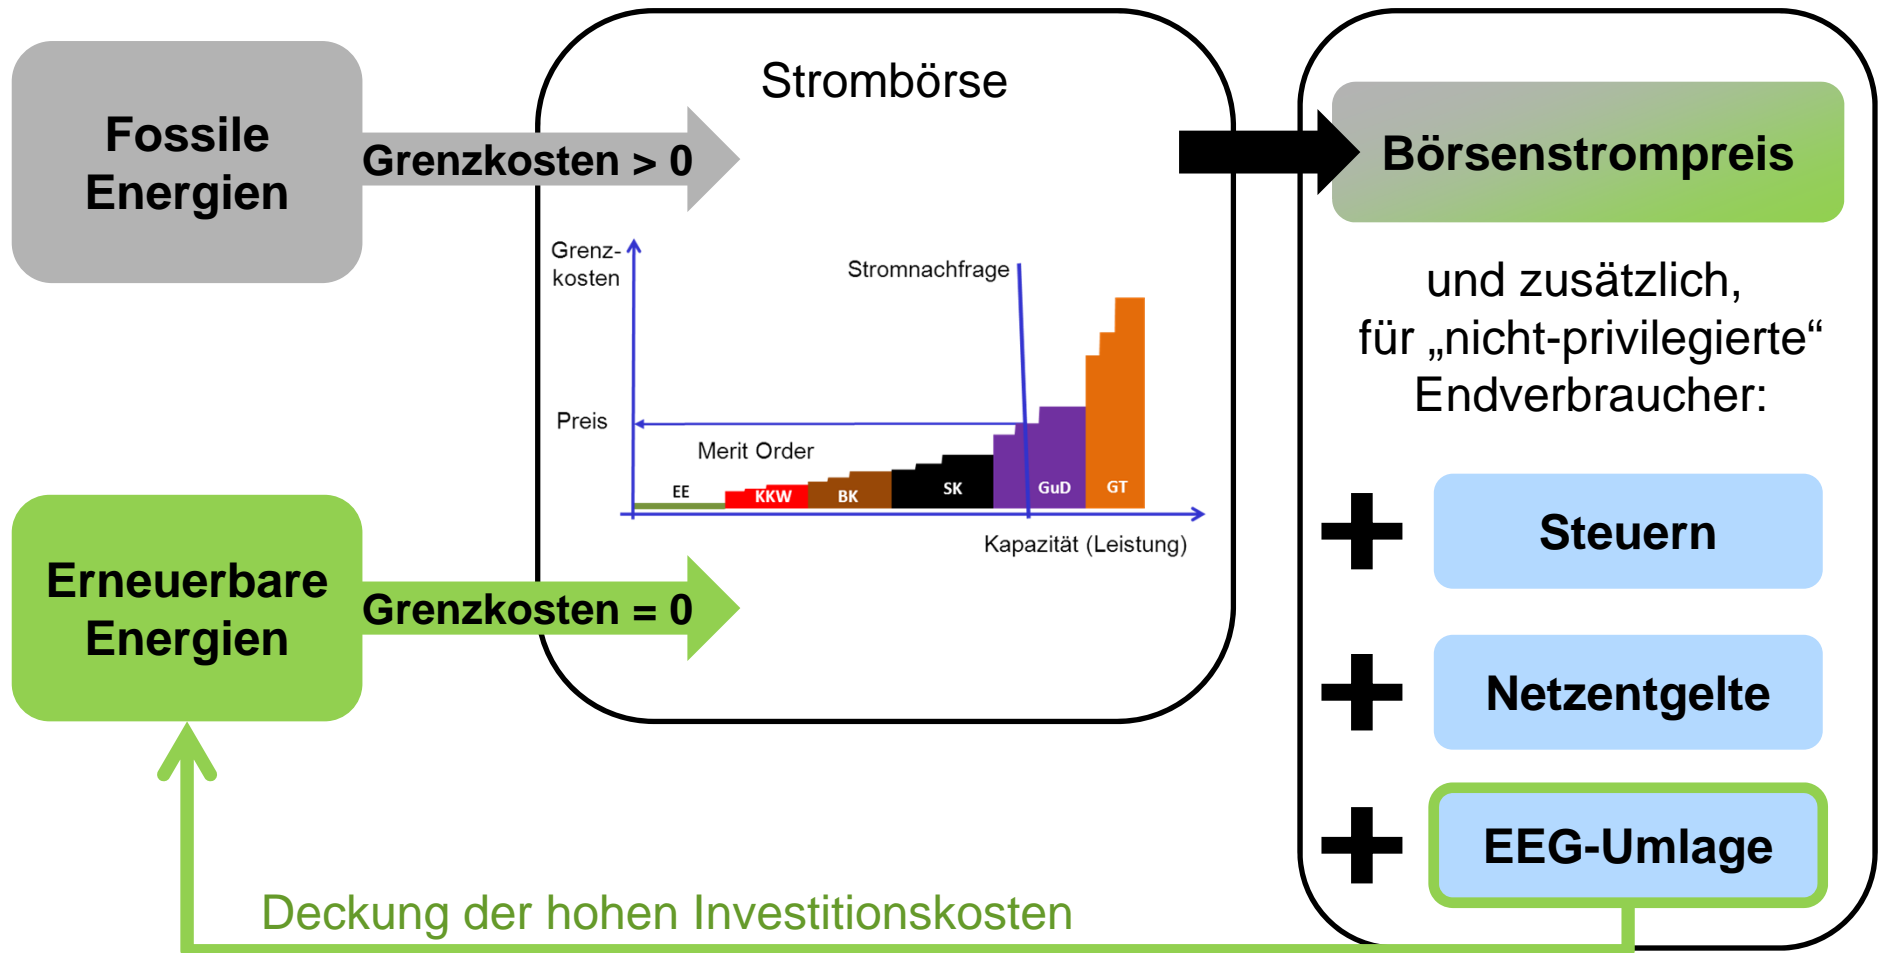 Fossile
Energien
Grenzkosten > 0
Erneuerbare
Energien
Grenzkosten = 0
Strombörse
Grenz-
kosten
Stromnachfrage
Preis
Merit Order
EE
KKW
BK
SK
GuD
GT
Kapazität (Leistung)
Börsenstrompreis
und zusätzlich,
für „nicht-privilegierte“
Endverbraucher:
+ Steuern
+ Netzentgelte
+ EEG-Umlage
Deckung der hohen Investitionskosten